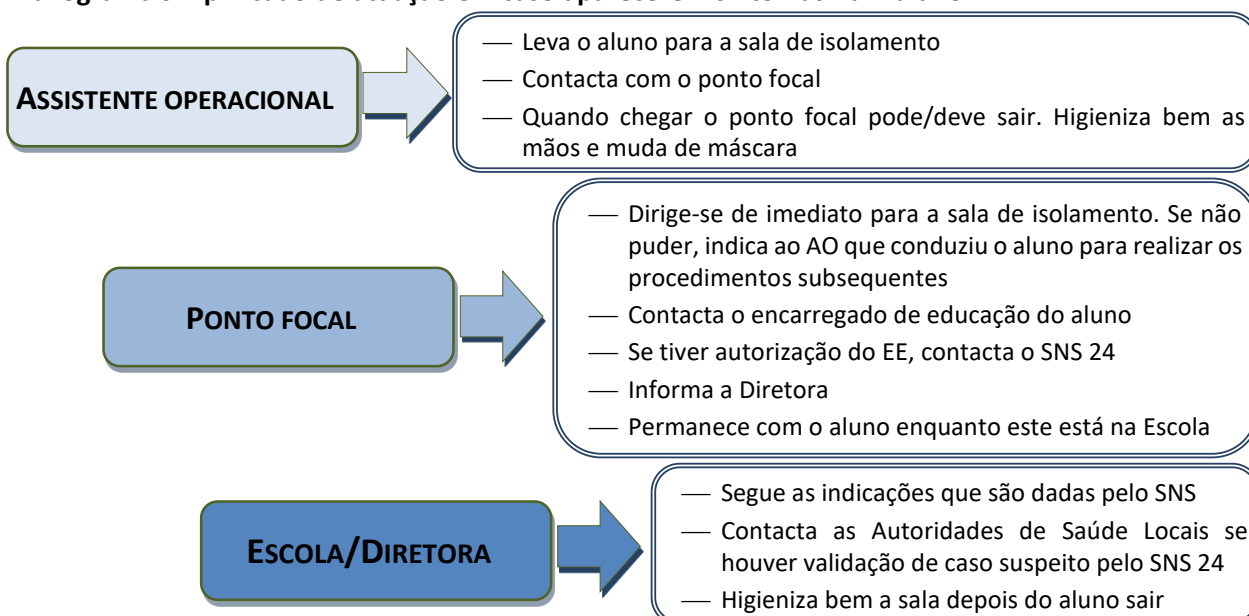 ASSISTENTE OPERACIONAL
— Leva o aluno para a sala de isolamento
— Contacta com o ponto focal
— Quando chegar o ponto focal pode/deve sair. Higieniza bem as
mãos e muda de máscara
PONTO FOCAL
— Dirige-se de imediato para a sala de isolamento. Se não
puder, indica ao AO que conduziu o aluno para realizar os
procedimentos subsequentes
— Contacta o encarregado de educação do aluno
— Se tiver autorização do EE, contacta o SNS 24
— Informa a Diretora
— Permanece com o aluno enquanto este está na Escola
ESCOLA/DIRETORA
— Segue as indicações que são dadas pelo SNS
— Contacta as Autoridades de Saúde Locais se
houver validação de caso suspeito pelo SNS 24
— Higieniza bem a sala depois do aluno sair